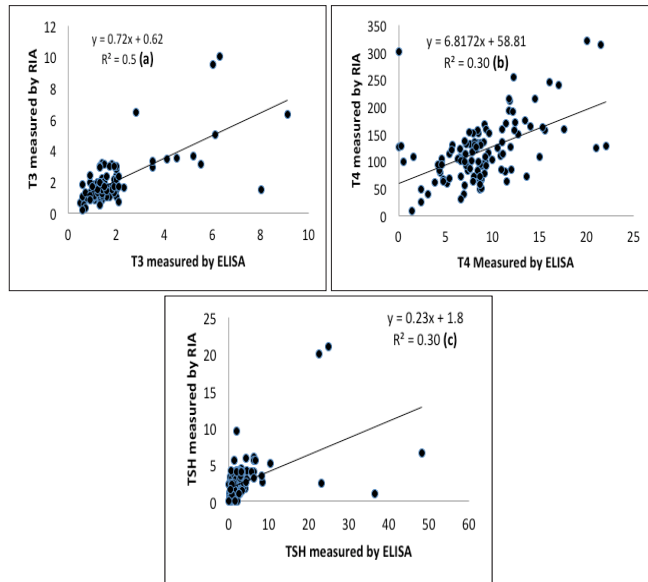 y = 0.72x + 0.62
R² = 0.5 (a)
T3 measured by RIA
12
10
8
6
4
2
0
0 2 4 6 8 10
T3 measured by ELISA
y = 6.8172x + 58.81
R² = 0.30 (b)
T4 measured by RIA
350
300
250
200
150
100
50
0
0 5 10 15 20 25
T4 Measured by ELISA
y = 0.23x + 1.8
R² = 0.30 (c)
TSH measured by RIA
25
20
15
10
5
0
0 10 20 30 40 50 60
TSH measured by ELISA